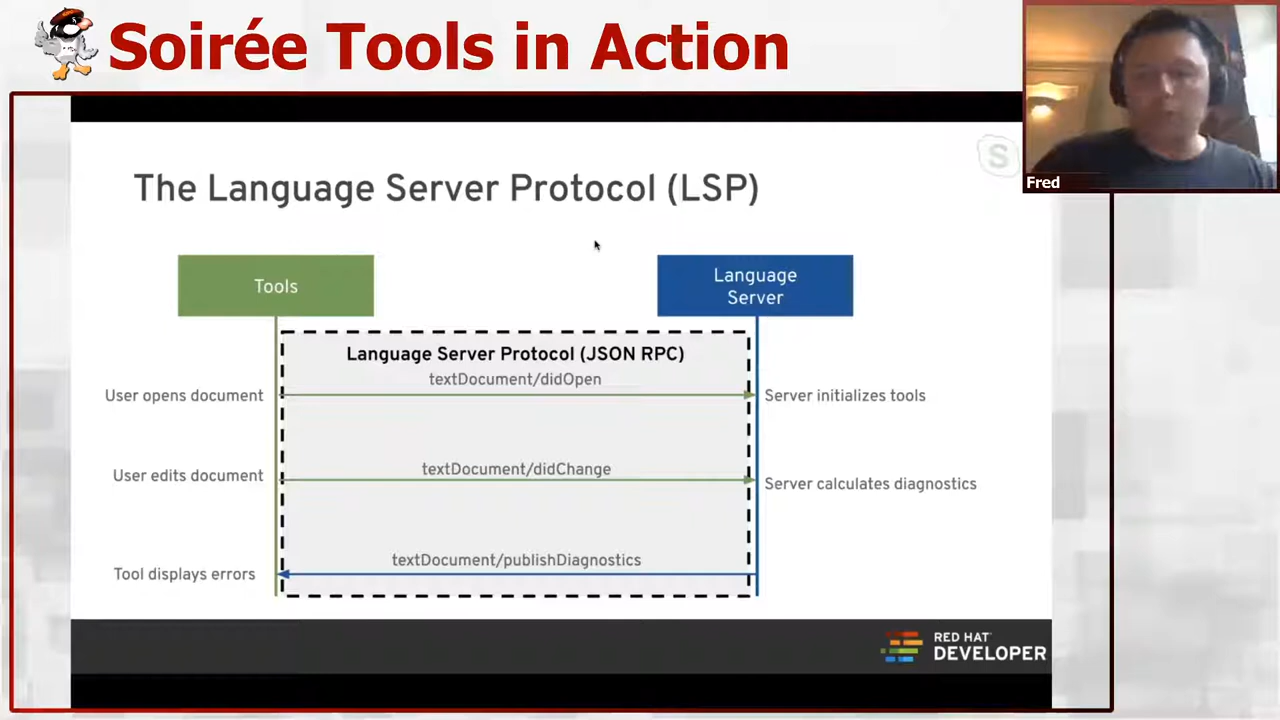 Soirée Tools in Action
Fred
S
The Language Server Protocol (LSP)
Tools
Language
Server
Language Server Protocol (JSON RPC)
textDocument/didOpen
User opens document
Server initializes tools
textDocument/didChange
User edits document
Server calculates diagnostics
textDocument/publishDiagnostics
Tool displays errors
RED HAT
DEVELOPER